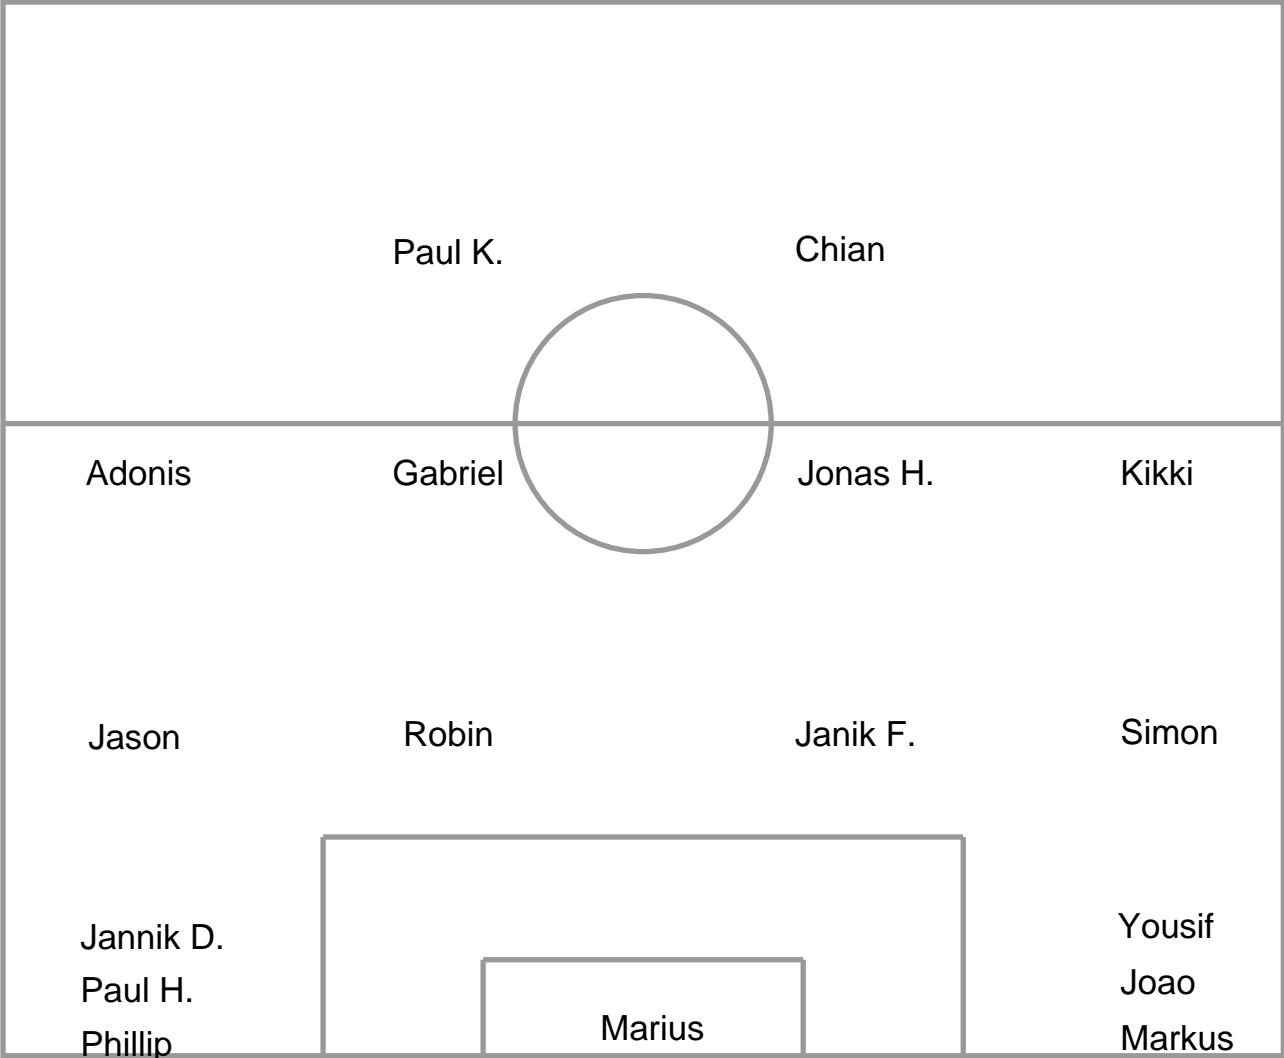 Paul K. Chian
Adonis Gabriel Jonas H. Kikki
Jason Robin Janik F. Simon
Jannik D. Yousif
Paul H. Joao
Phillip Marius Markus